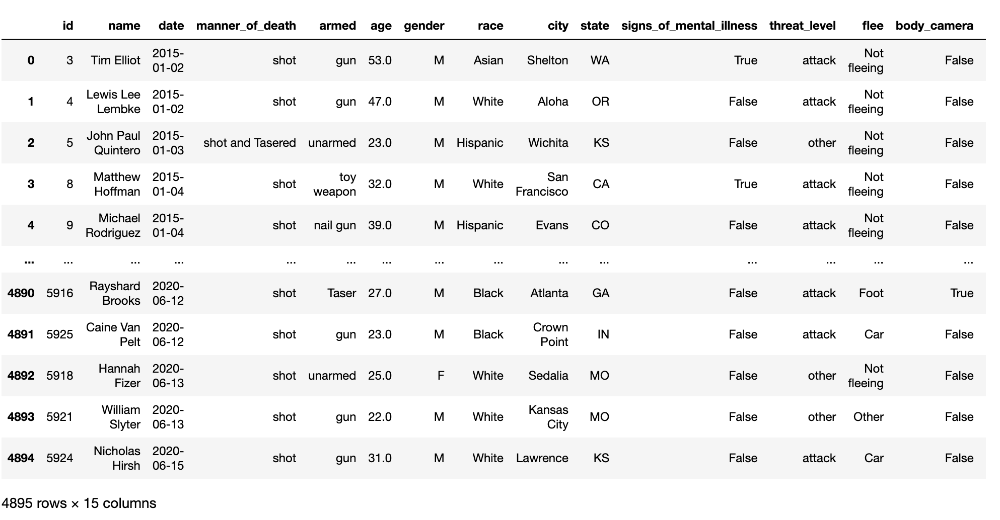 id name date manner_of_death armed age gender race city state signs_of_mental_illness threat_level flee body_camera
0 3 Tim Elliot 2015-01-02 shot gun 53.0 M Asian Shelton WA True attack Not fleeing False
1 4 Lewis Lee Lembke 2015-01-02 shot gun 47.0 M White Aloha OR False attack Not fleeing False
2 5 John Paul Quintero 2015-01-03 shot and Tasered unarmed 23.0 M Hispanic Wichita KS False other Not fleeing False
3 8 Matthew Hoffman 2015-01-04 shot toy weapon 32.0 M White San Francisco CA True attack Not fleeing False
4 9 Michael Rodriguez 2015-01-04 shot nail gun 39.0 M Hispanic Evans CO False attack Not fleeing False
... ... ... ... ... ... ... ... ... ... ... ... ... ... ...
4890 5916 Rayshard Brooks 2020-06-12 shot Taser 27.0 M Black Atlanta GA False attack Foot True
4891 5925 Caine Van Pelt 2020-06-12 shot gun 23.0 M Black Crown Point IN False attack Car False
4892 5918 Hannah Fizer 2020-06-13 shot unarmed 25.0 F White Sedalia MO False other Not fleeing False
4893 5921 William Slyter 2020-06-13 shot gun 22.0 M White Kansas City MO False other Other False
4894 5924 Nicholas Hirsh 2020-06-15 shot gun 31.0 M White Lawrence KS False attack Car False
4895 rows × 15 columns